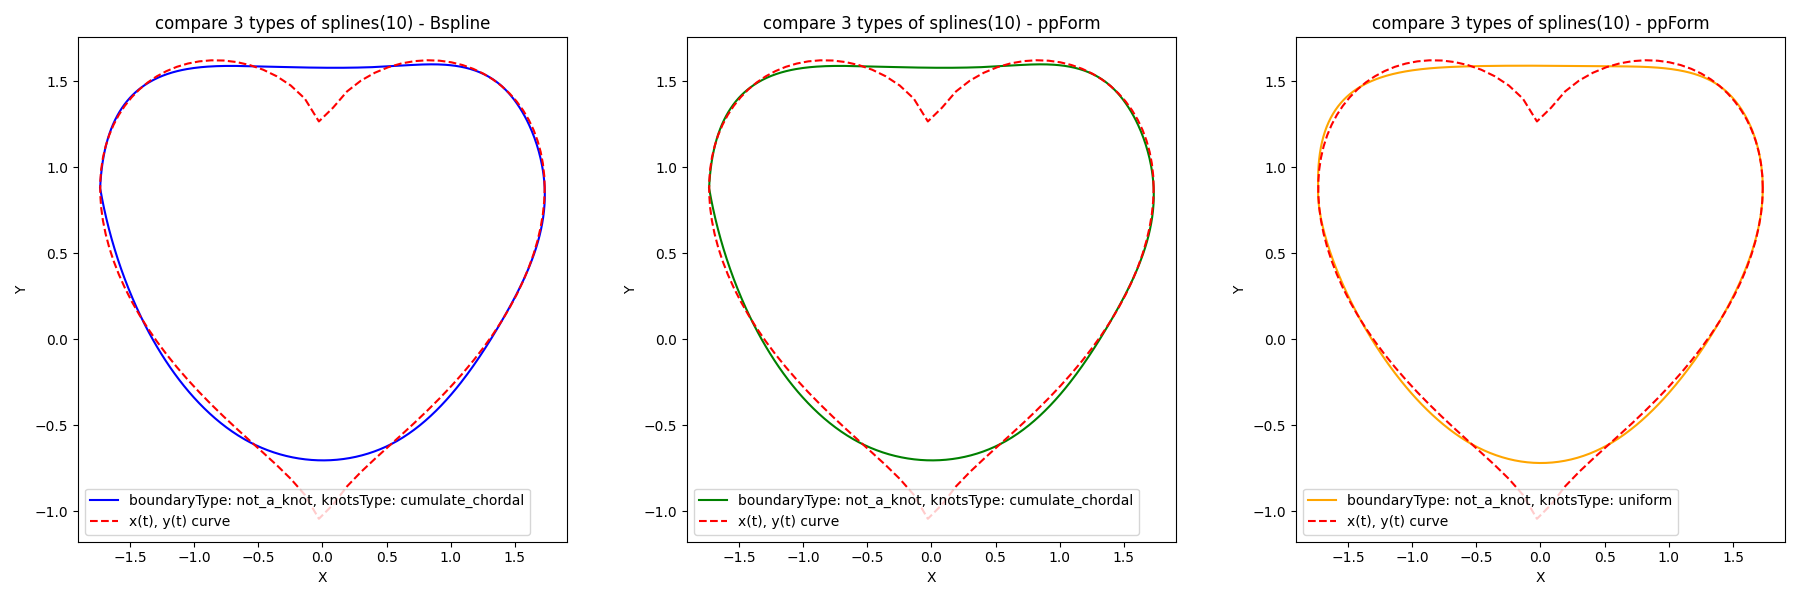 compare 3 types of splines(10) - Bspline
Y
1.5
1.0
0.5
0.0
−0.5
−1.0
boundaryType: not_a_knot, knotsType: cumulate_chordal
x(t), y(t) curve
−1.5 −1.0 −0.5 0.0 0.5 1.0 1.5
X
compare 3 types of splines(10) - ppForm
Y
1.5
1.0
0.5
0.0
−0.5
−1.0
boundaryType: not_a_knot, knotsType: cumulate_chordal
x(t), y(t) curve
−1.5 −1.0 −0.5 0.0 0.5 1.0 1.5
X
compare 3 types of splines(10) - ppForm
Y
1.5
1.0
0.5
0.0
−0.5
−1.0
boundaryType: not_a_knot, knotsType: uniform
x(t), y(t) curve
−1.5 −1.0 −0.5 0.0 0.5 1.0 1.5
X